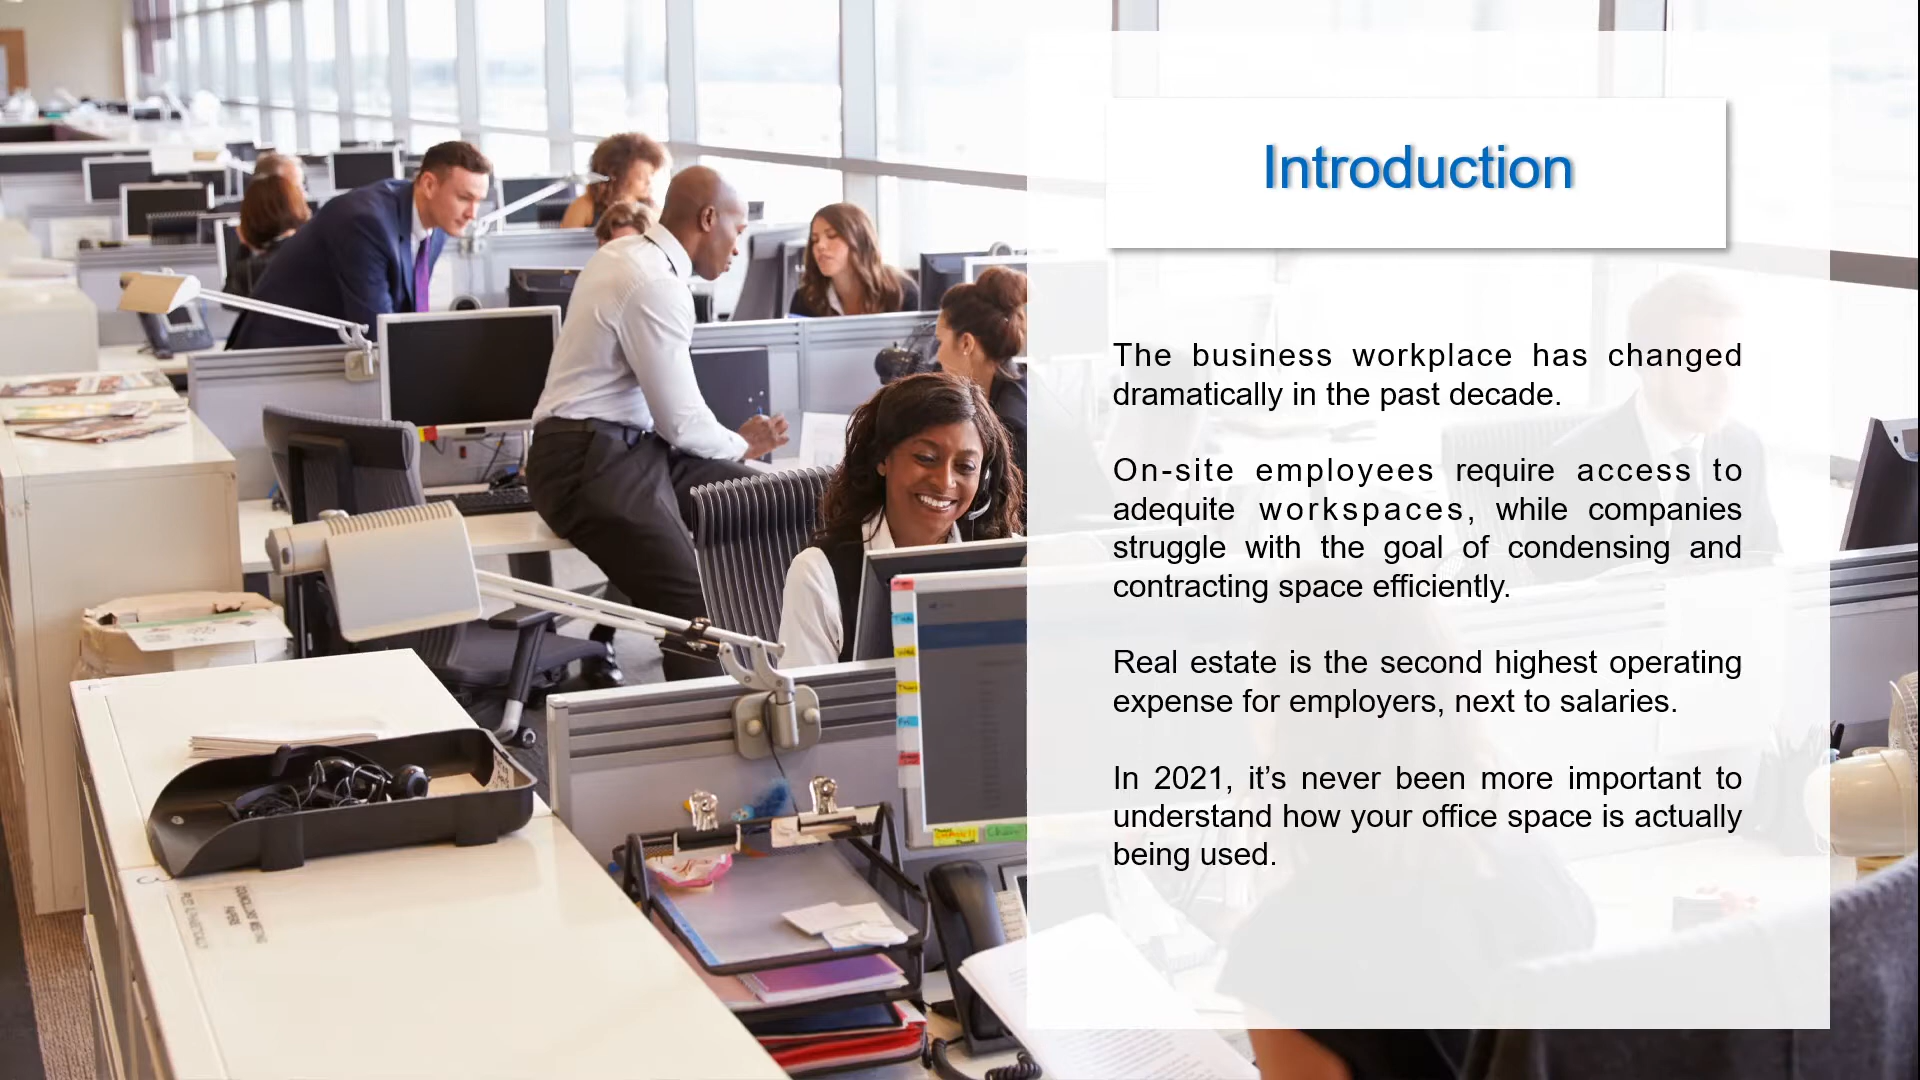 Introduction
The business workplace has changed
dramatically in the past decade.
On-site employees require access to
adequite workspaces, while companies
struggle with the goal of condensing and
contracting space efficiently.
Real estate is the second highest operating
expense for employers, next to salaries.
In 2021, it’s never been more important to
understand how your office space is actually
being used.